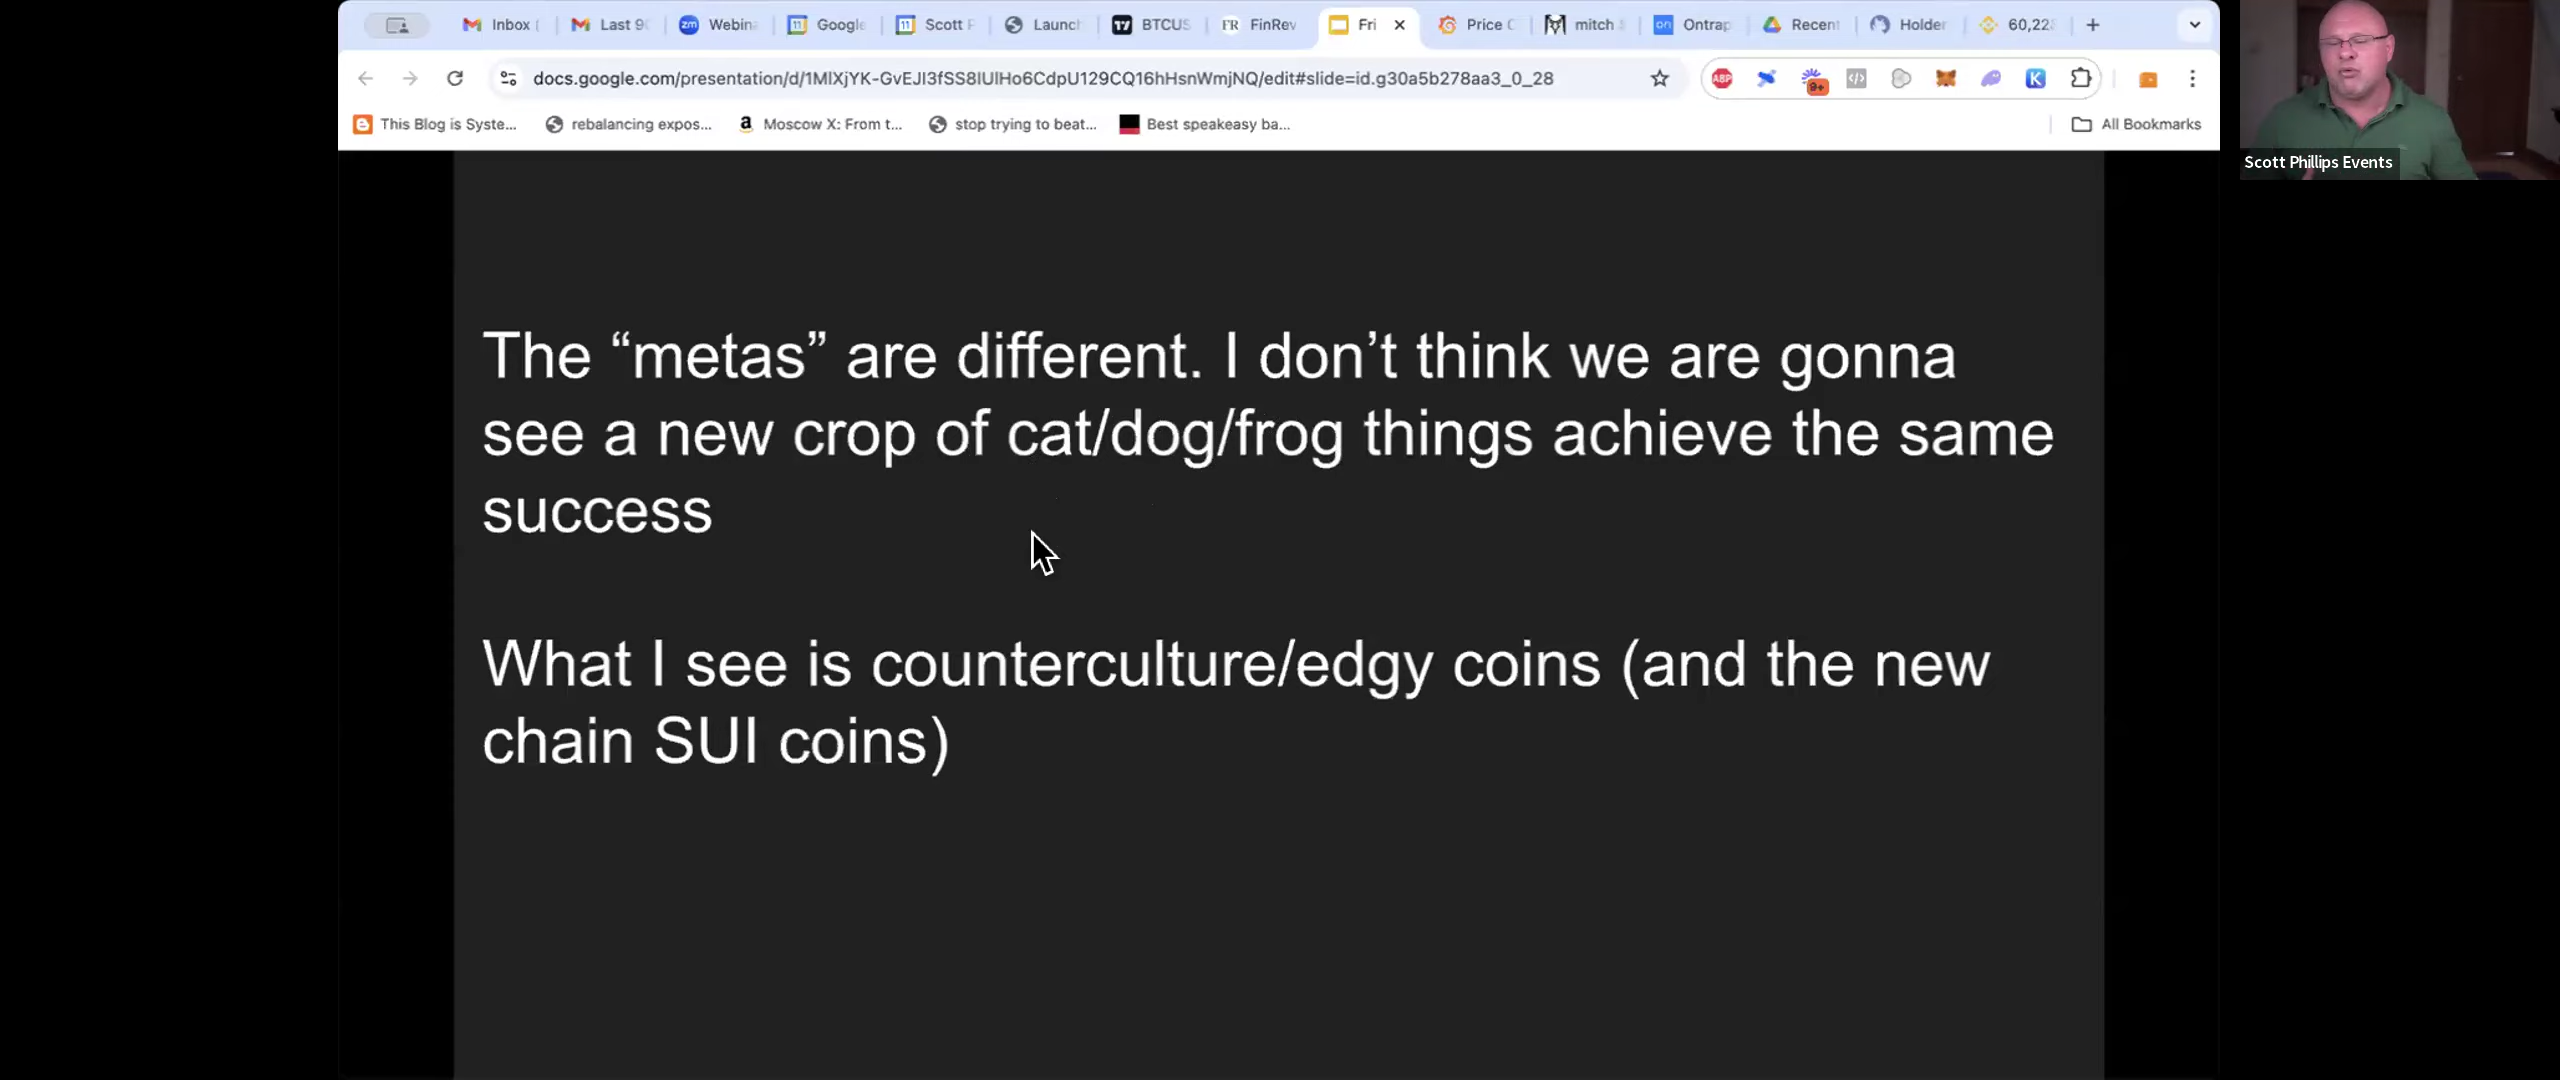 Inbox (
Last 9
Webina
Google
Scott P
Launch
BTCUS
FinRev
Fri
Price C
mitch
Ontrap
Recent
Holder
60,22
docs.google.com/presentation/d/1MlXjYK-GvEJl3fSS8lUlHo6CdpU129CQ16hHsnWmjNQ/edit#slide=id.g30a5b278aa3_0_28
This Blog is Syste...
rebalancing expos...
Moscow X: From t...
stop trying to beat...
Best speakeasy ba...
All Bookmarks
Scott Phillips Events
The “metas” are different. I don’t think we are gonna
see a new crop of cat/dog/frog things achieve the same
success
What I see is counterculture/edgy coins (and the new
chain SUI coins)